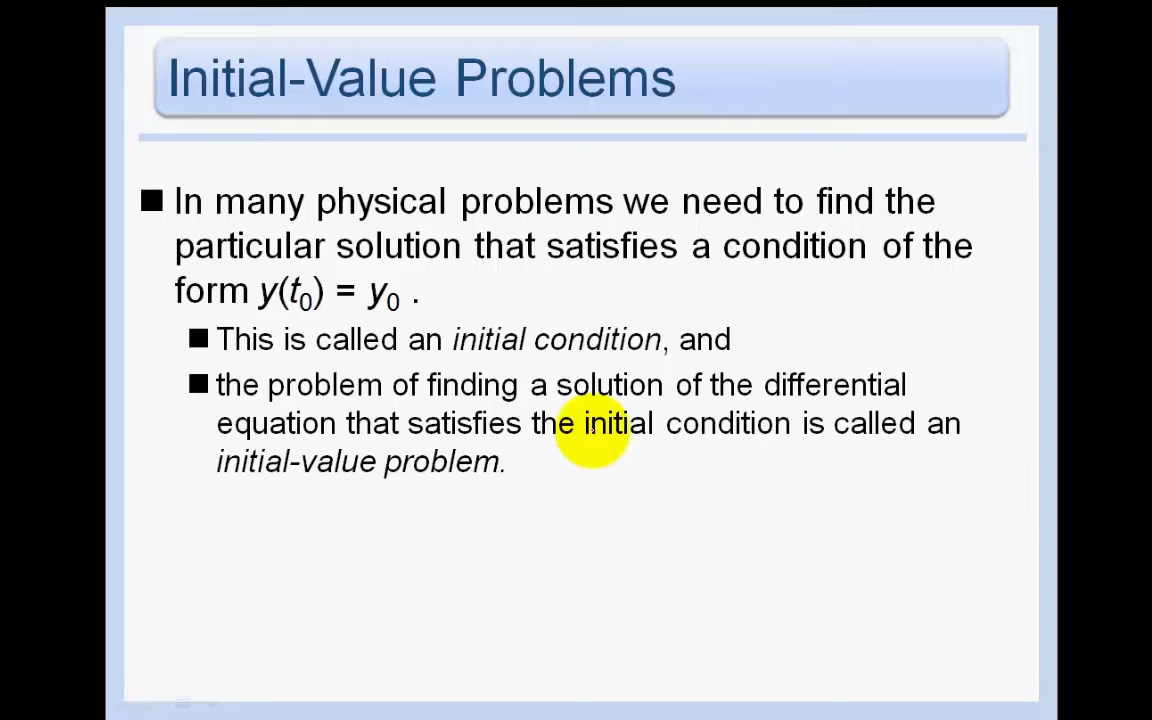 Initial-Value Problems
■ In many physical problems we need to find the
particular solution that satisfies a condition of the
form y(t₀) = y₀ .
■ This is called an initial condition, and
■ the problem of finding a solution of the differential
equation that satisfies the initial condition is called an
initial-value problem.